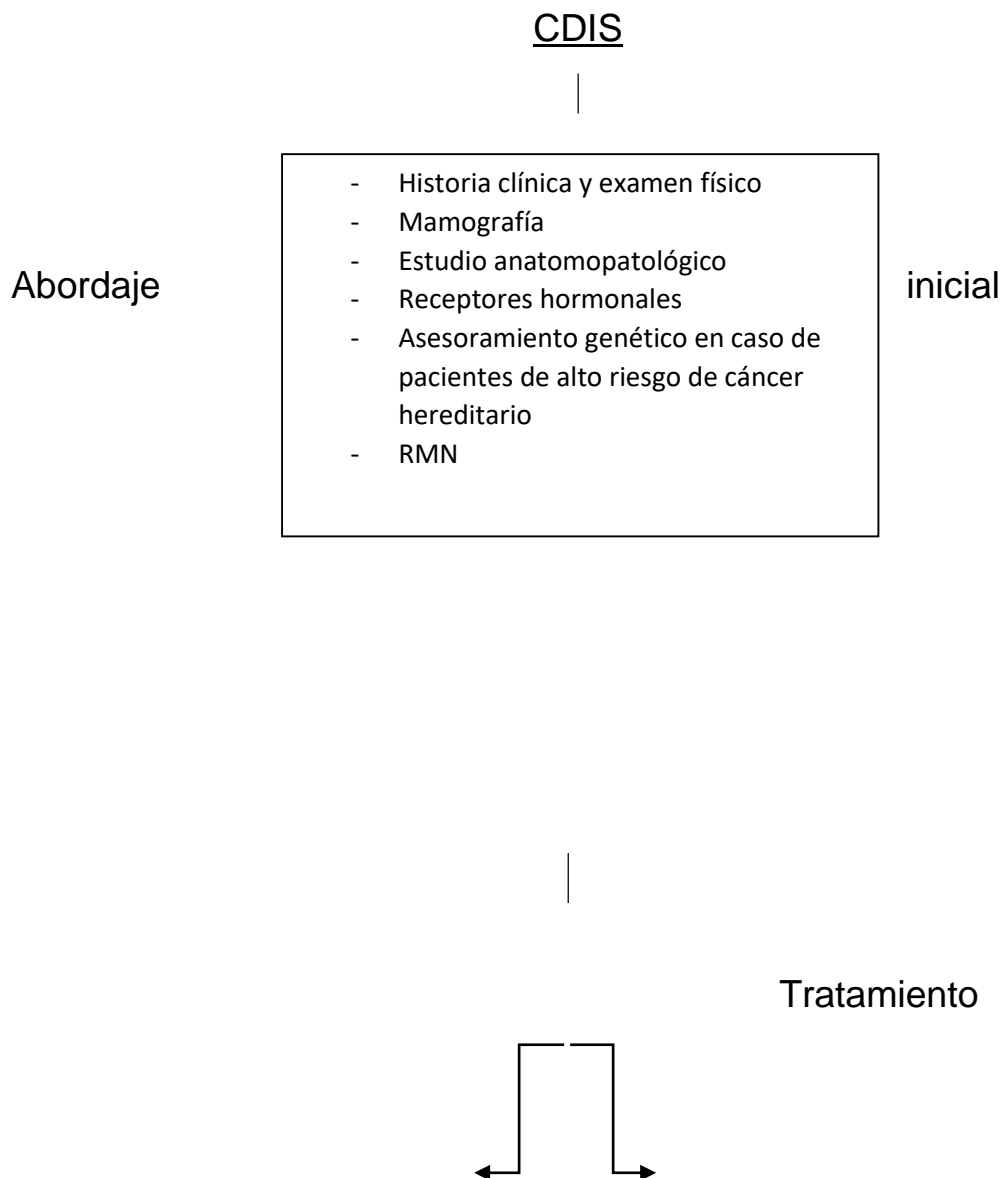 CDIS
- Historia clínica y examen físico
- Mamografía
- Estudio anatomopatológico
Abordaje
- Receptores hormonales
inicial
- Asesoramiento genético en caso de
pacientes de alto riesgo de cáncer
hereditario
- RMN
Tratamiento